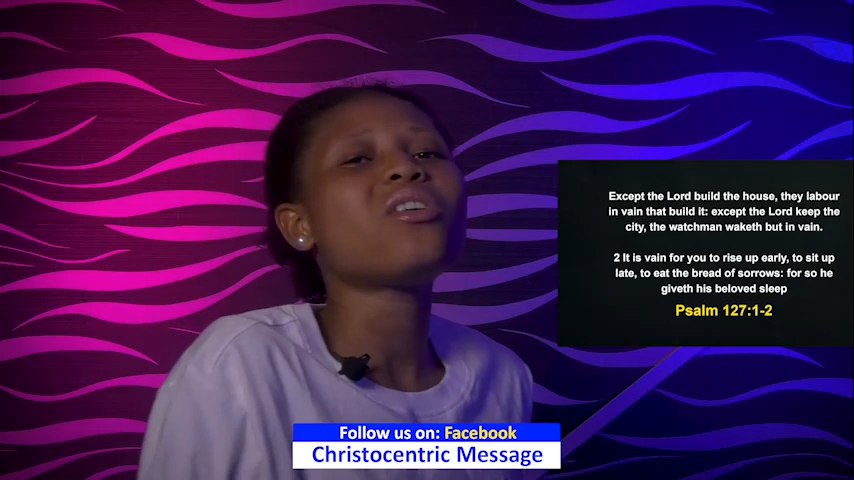 Except the Lord build the house, they labour
in vain that build it: except the Lord keep the
city, the watchman waketh but in vain.
2 It is vain for you to rise up early, to sit up
late, to eat the bread of sorrows: for so he
giveth his beloved sleep
Psalm 127:1-2
Follow us on: Facebook
Christocentric Message